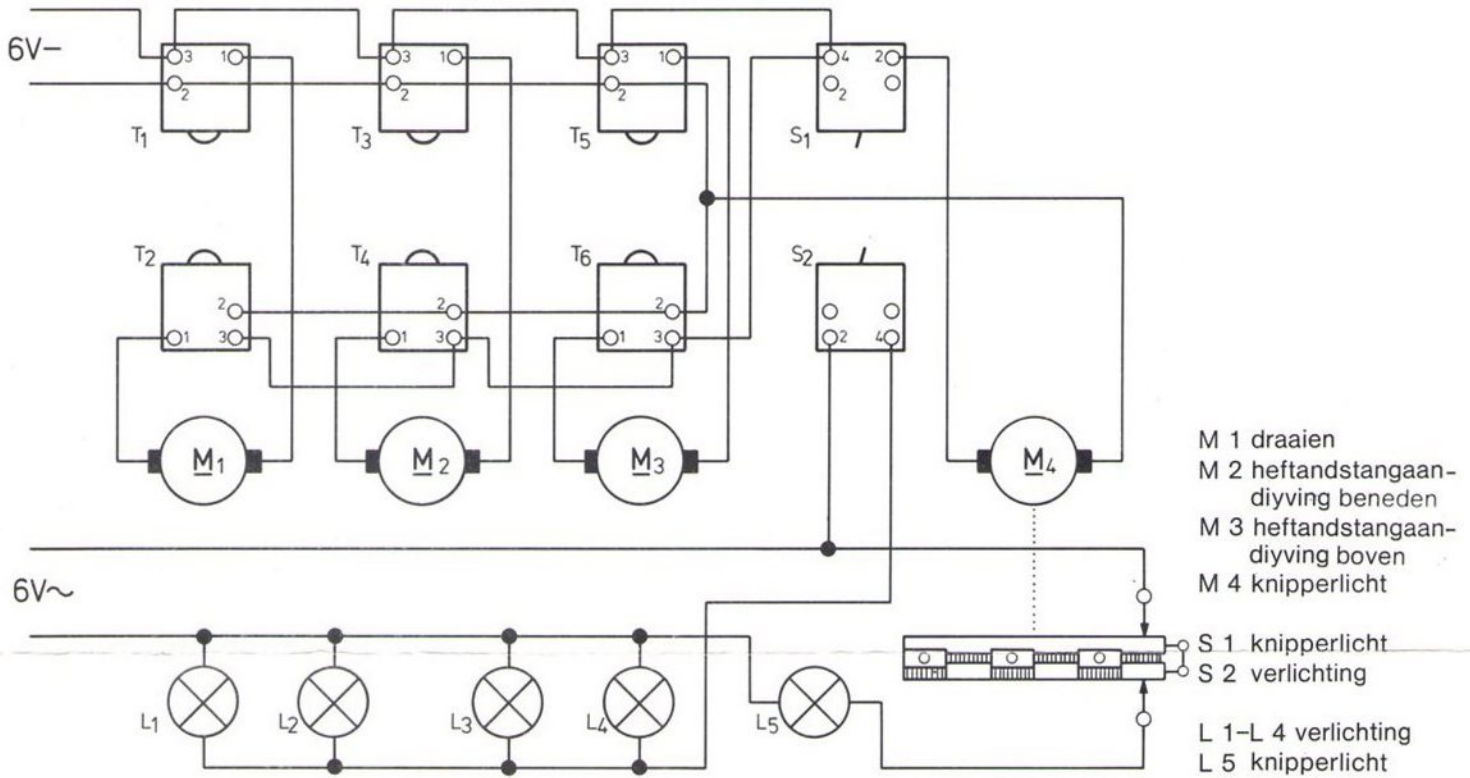 6V–
3 1 2 T1
3 1 2 T3
3 1 2 T5
4 2 2 S1
T2 2 1 3
T4 2 1 3
T6 2 1 3
S2 2 4
M1
M2
M3
M4
M 1 draaien
M 2 heftandstangaan-
diyving beneden
M 3 heftandstangaan-
diyving boven
M 4 knipperlicht
6V~
S 1 knipperlicht
S 2 verlichting
L1
L2
L3
L4
L5
L 1–L 4 verlichting
L 5 knipperlicht